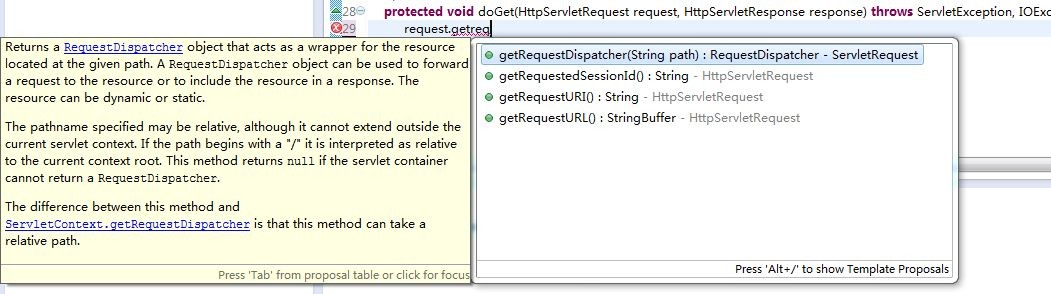 28 protected void doGet(HttpServletRequest request, HttpServletResponse response) throws ServletException, IOExc
29 request.getreq
Returns a RequestDispatcher object that acts as a wrapper for the resource
located at the given path. A RequestDispatcher object can be used to forward
a request to the resource or to include the resource in a response. The
resource can be dynamic or static.
The pathname specified may be relative, although it cannot extend outside the
current servlet context. If the path begins with a "/" it is interpreted as relative
to the current context root. This method returns null if the servlet container
cannot return a RequestDispatcher.
The difference between this method and
ServletContext.getRequestDispatcher is that this method can take a
relative path.
Press 'Tab' from proposal table or click for focus
getRequestDispatcher(String path) : RequestDispatcher - ServletRequest
getRequestedSessionId() : String - HttpServletRequest
getRequestURI() : String - HttpServletRequest
getRequestURL() : StringBuffer - HttpServletRequest
Press 'Alt+/' to show Template Proposals